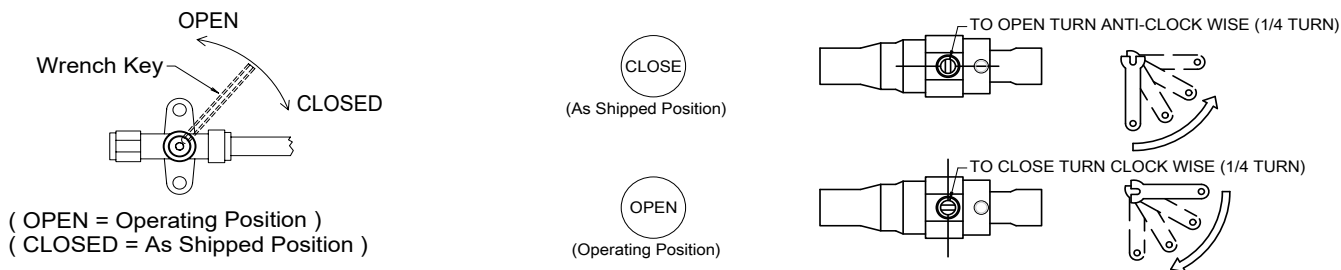 OPEN
Wrench Key
CLOSED
( OPEN = Operating Position )
( CLOSED = As Shipped Position )
CLOSE
(As Shipped Position)
TO OPEN TURN ANTI-CLOCK WISE (1/4 TURN)
OPEN
(Operating Position)
TO CLOSE TURN CLOCK WISE (1/4 TURN)